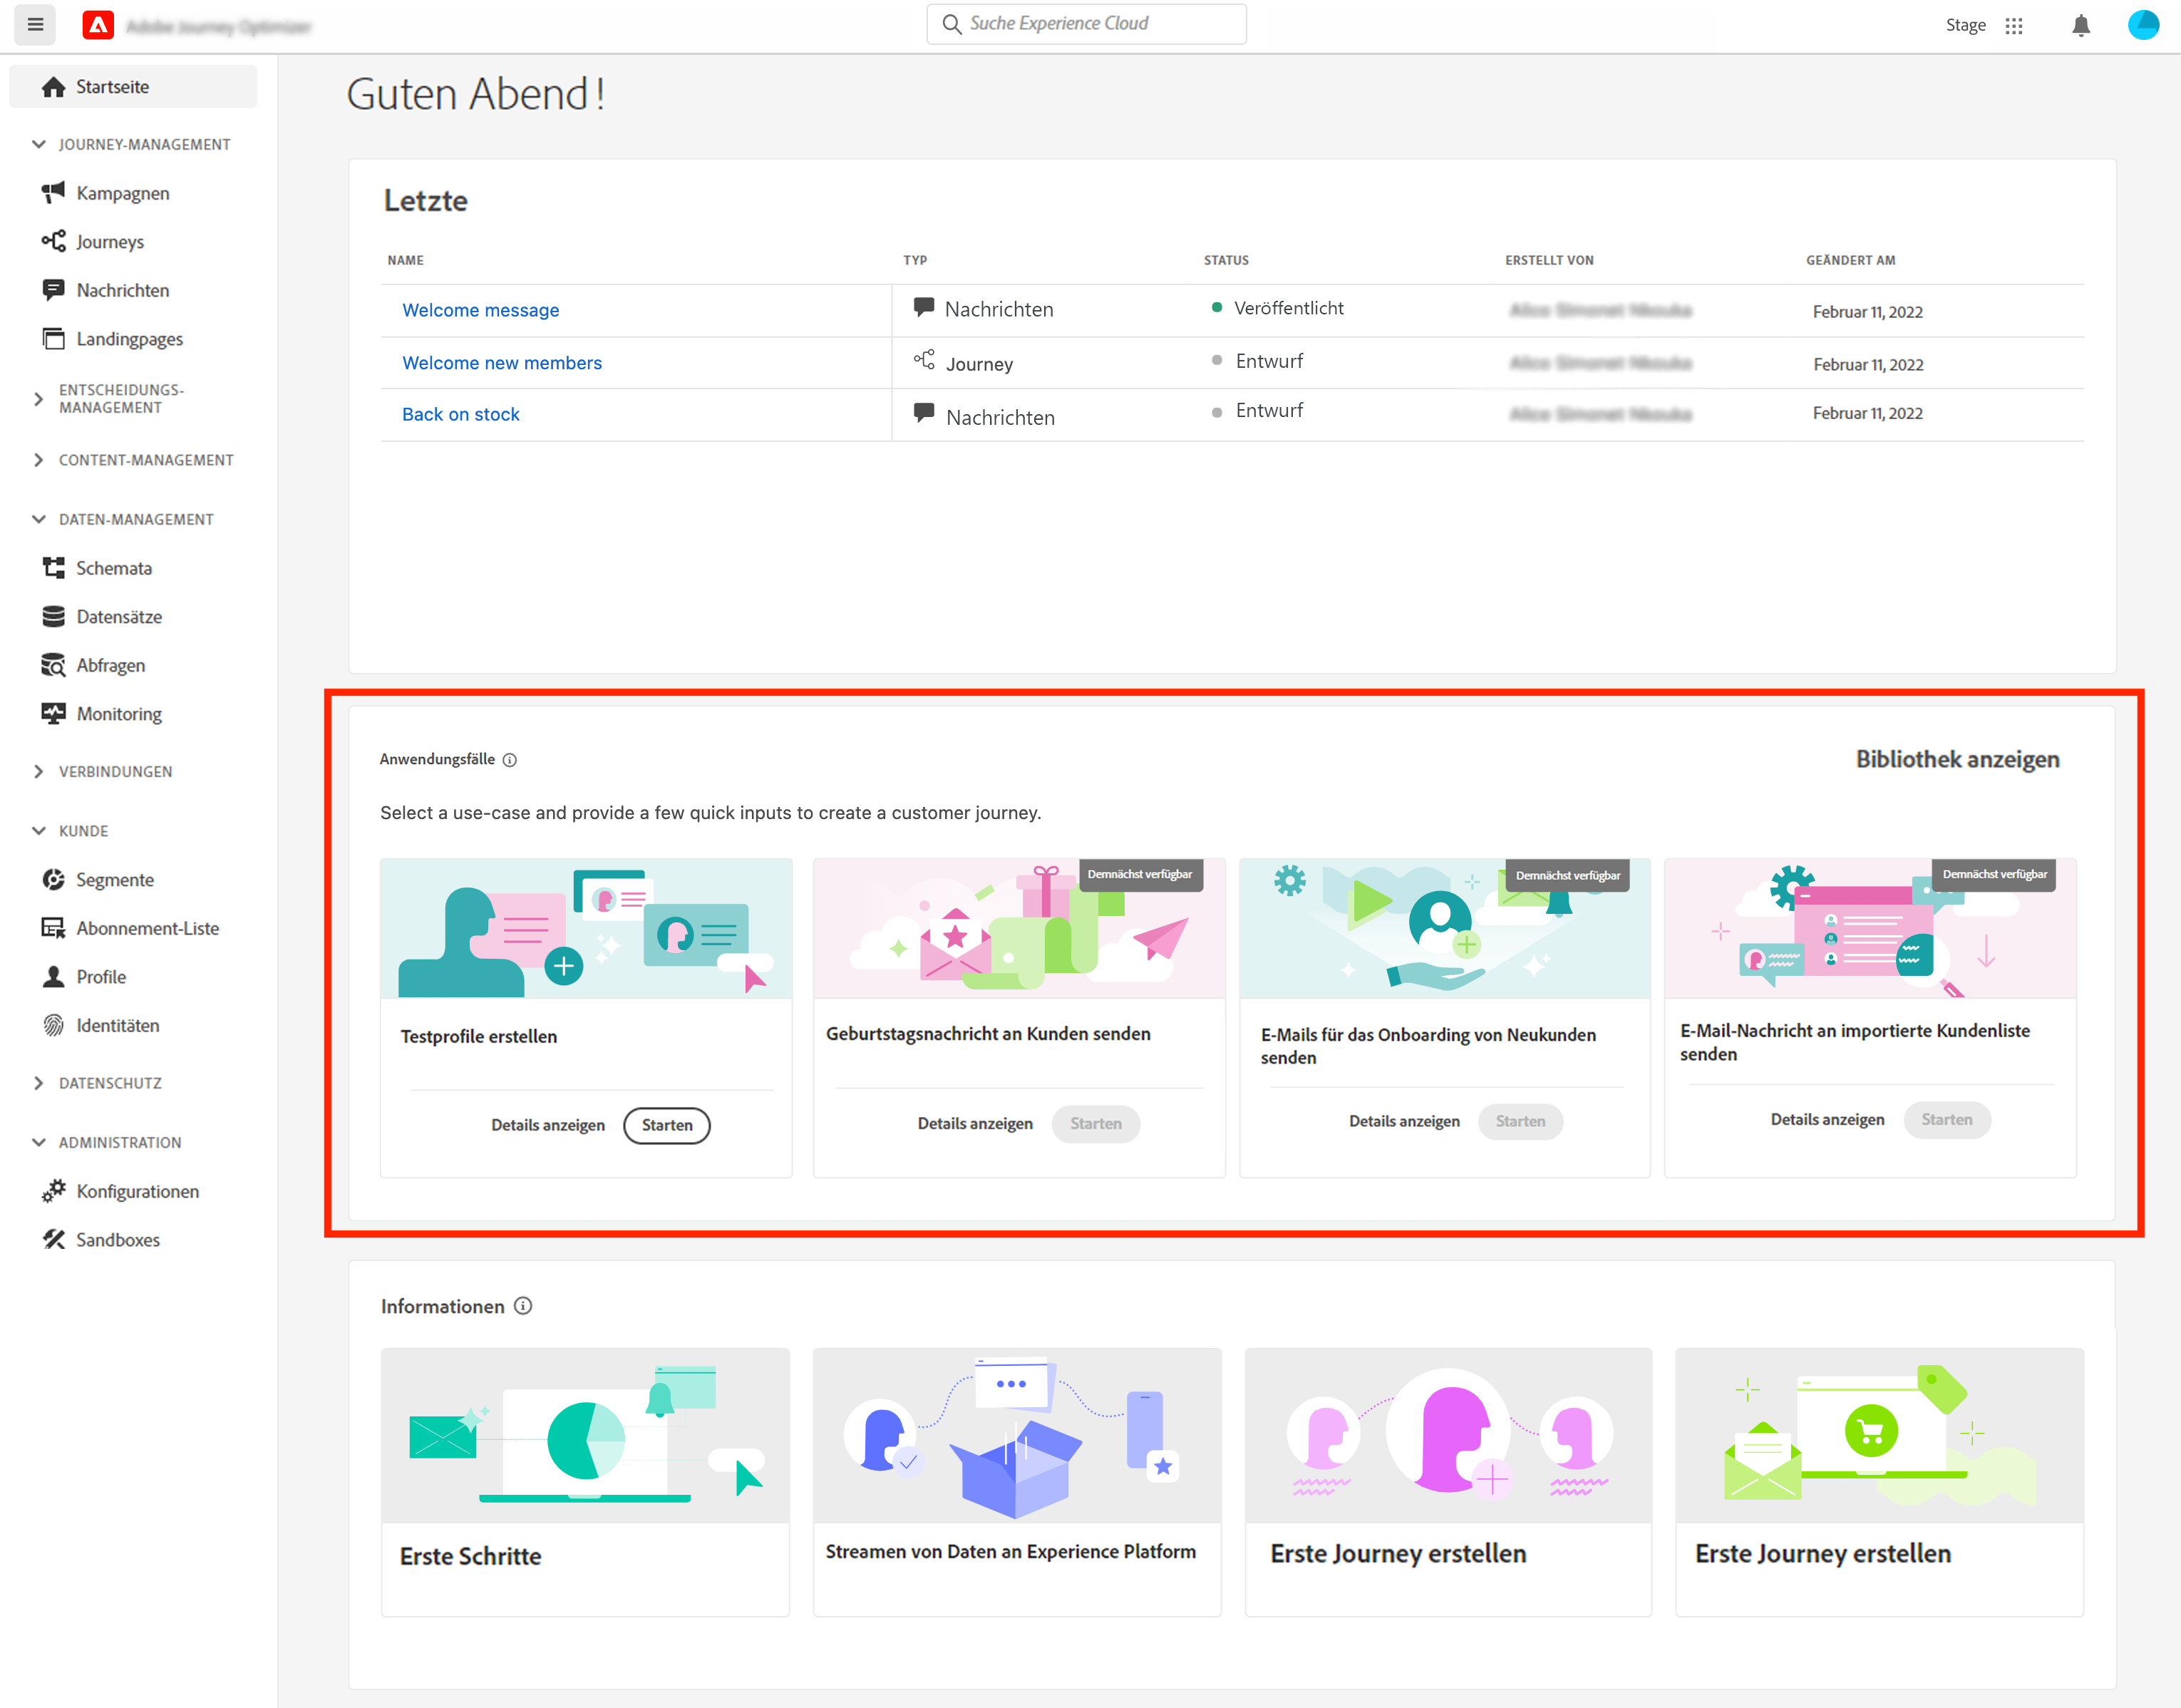 Suche Experience Cloud
Stage
Startseite
JOURNEY-MANAGEMENT
Kampagnen
Journeys
Nachrichten
Landingpages
ENTSCHEIDUNGS-
MANAGEMENT
CONTENT-MANAGEMENT
DATEN-MANAGEMENT
Schemata
Datensätze
Abfragen
Monitoring
VERBINDUNGEN
KUNDE
Segmente
Abonnement-Liste
Profile
Identitäten
DATENSCHUTZ
ADMINISTRATION
Konfigurationen
Sandboxes
Guten Abend!
Letzte
NAME TYP STATUS ERSTELLT VON GEÄNDERT AM
Welcome message Nachrichten Veröffentlicht Februar 11, 2022
Welcome new members Journey Entwurf Februar 11, 2022
Back on stock Nachrichten Entwurf Februar 11, 2022
Anwendungsfälle
Bibliothek anzeigen
Select a use-case and provide a few quick inputs to create a customer journey.
Testprofile erstellen
Details anzeigen Starten
Demnächst verfügbar
Geburtstagsnachricht an Kunden senden
Details anzeigen Starten
Demnächst verfügbar
E-Mails für das Onboarding von Neukunden
senden
Details anzeigen Starten
Demnächst verfügbar
E-Mail-Nachricht an importierte Kundenliste
senden
Details anzeigen Starten
Informationen
Erste Schritte
Streamen von Daten an Experience Platform
Erste Journey erstellen
Erste Journey erstellen